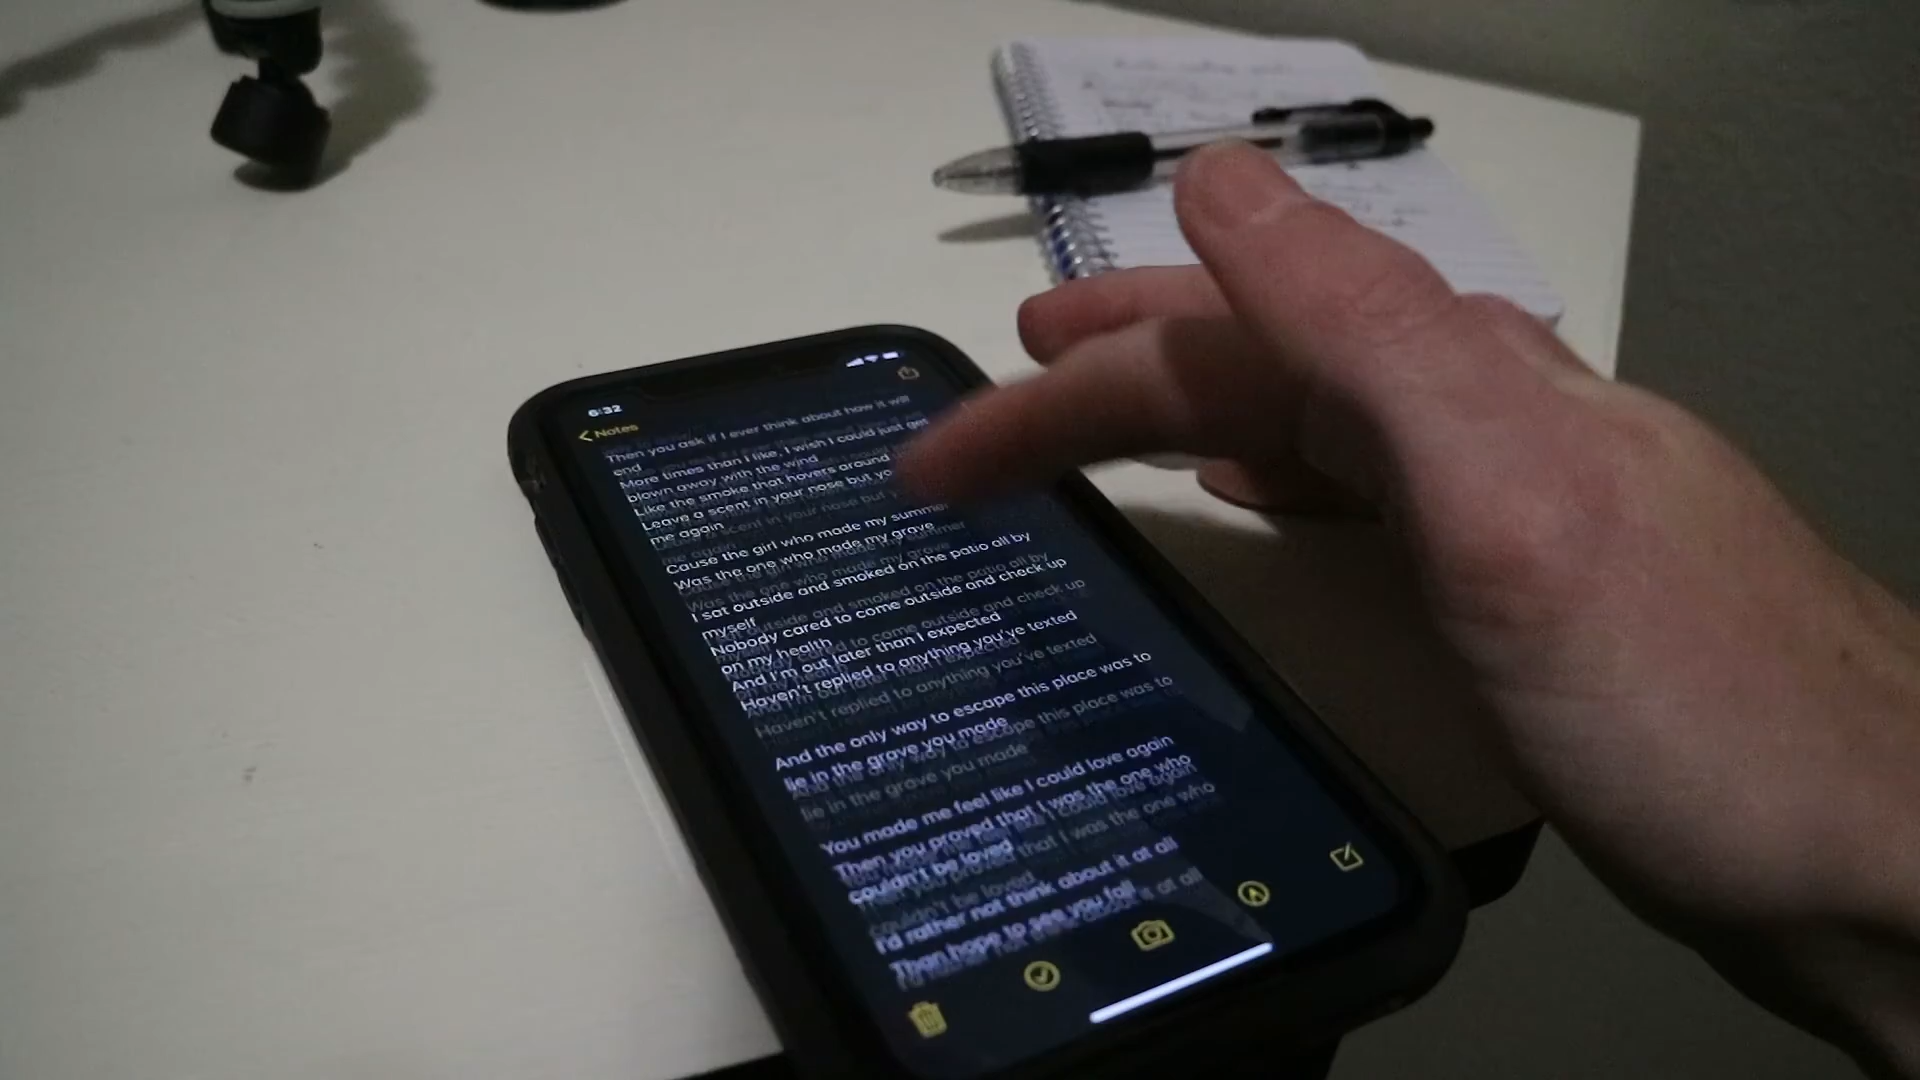 6:32
Notes
Then you ask if I ever think about how it will
end
More times than I like, I wish I could just get
blown away with the wind
Like the smoke that hovers around
Leave a scent in your nose but
me again
Cause the girl who made my summer
Was the one who made my grave
I sat outside and smoked on the patio all by
myself
Nobody cared to come outside and check up
on my health
And I'm out later than I expected
Haven't replied to anything you've texted
And the only way to escape this place was to
lie in the grave you made
You made me feel like I could love again
Then you proved that I was the one who
couldn't be loved
I'd rather not think about it at all
Than hope to see you fall